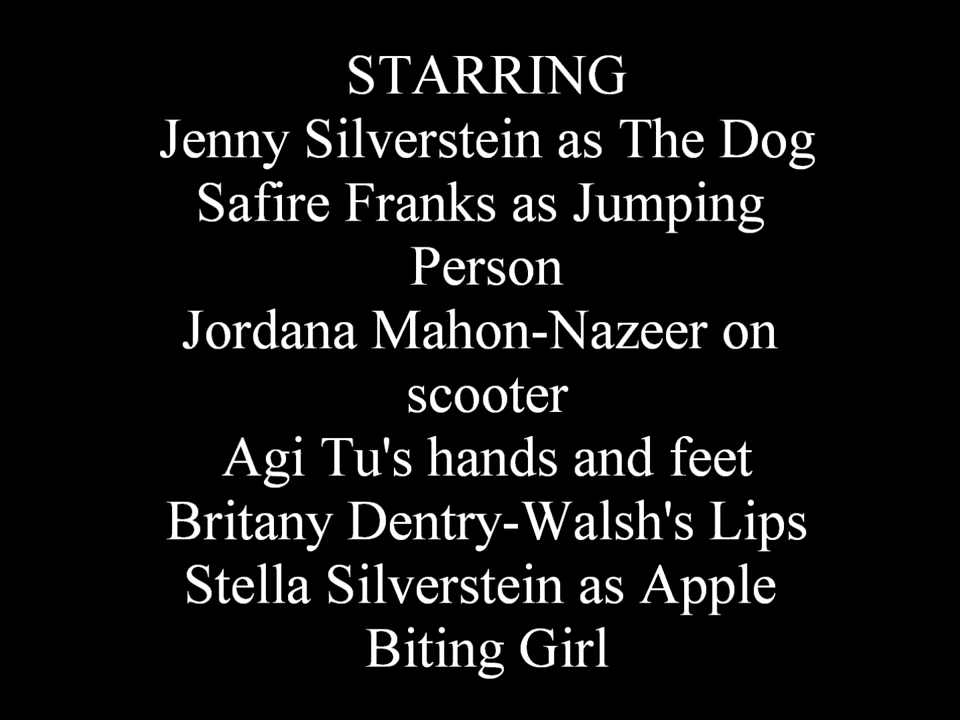 STARRING
Jenny Silverstein as The Dog
Safire Franks as Jumping
Person
Jordana Mahon-Nazeer on
scooter
Agi Tu's hands and feet
Britany Dentry-Walsh's Lips
Stella Silverstein as Apple
Biting Girl